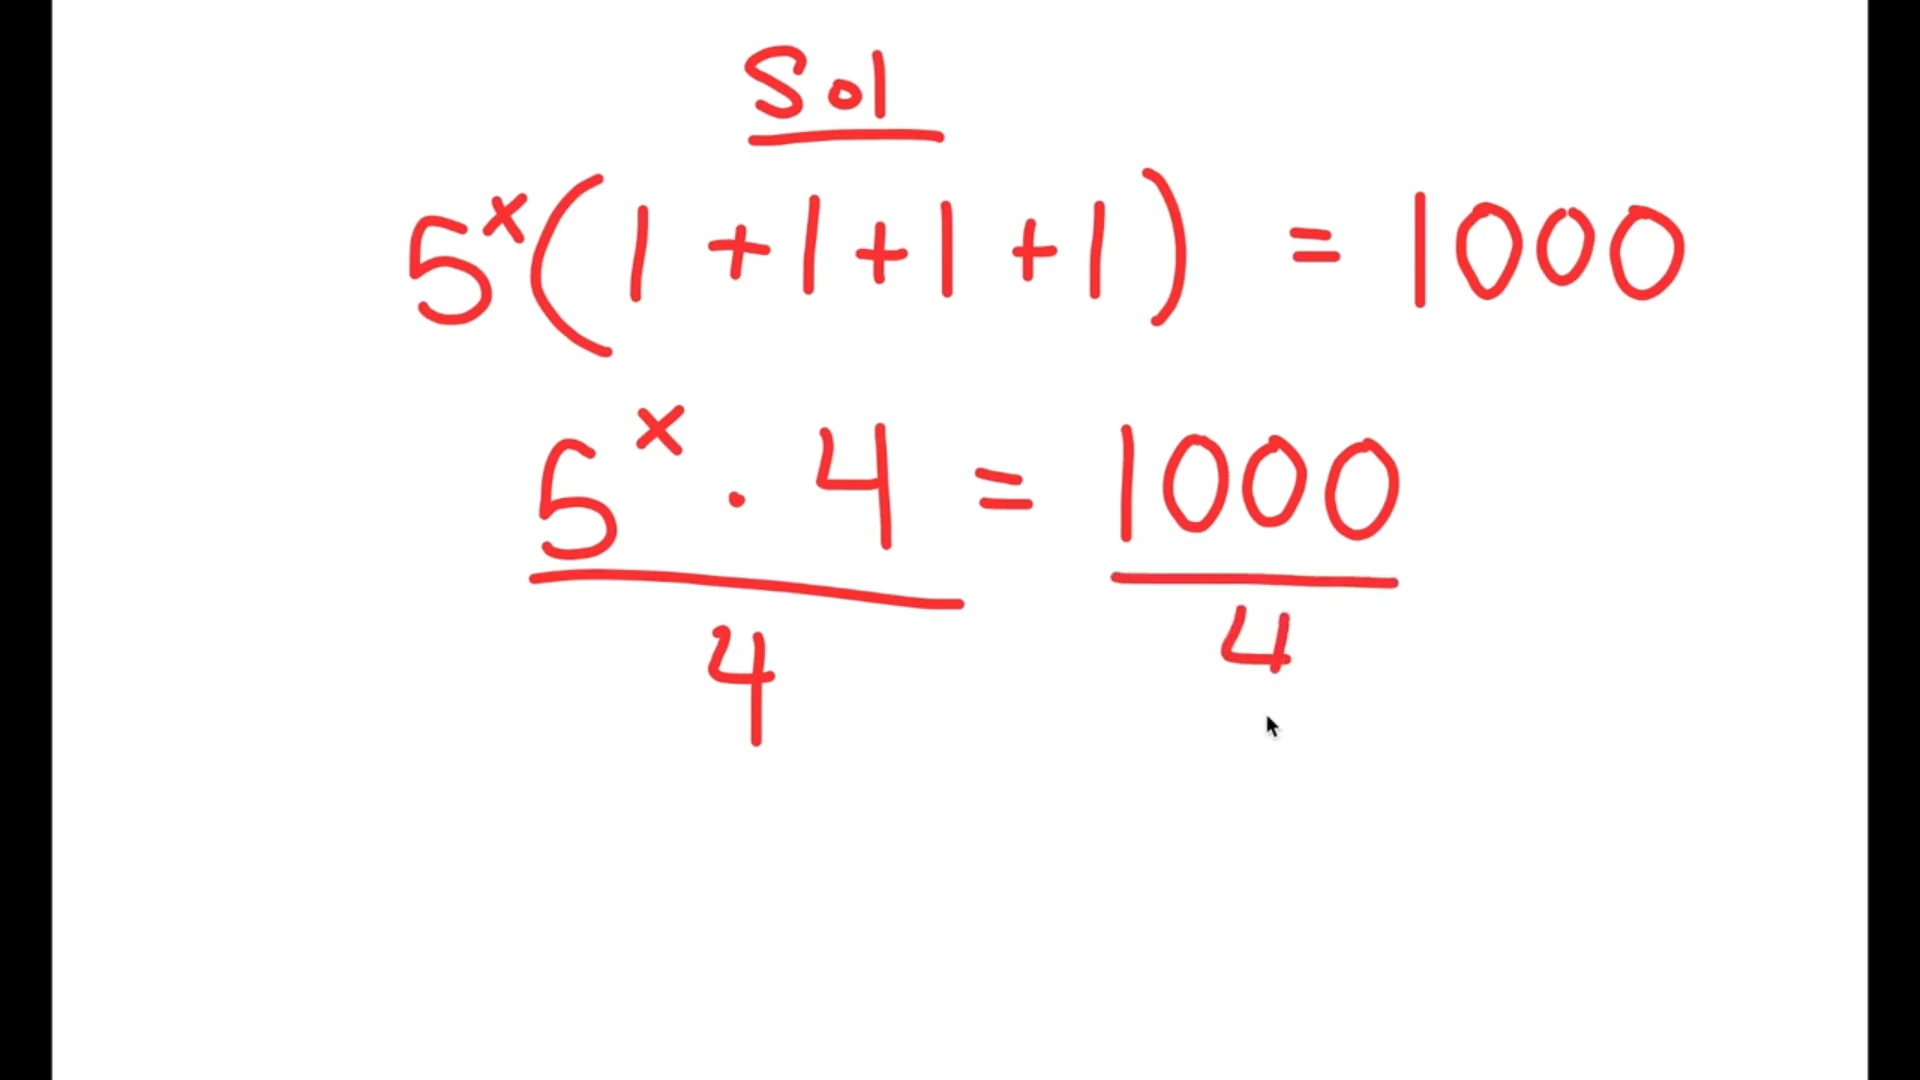 Sol
5^x(1+1+1+1) = 1000
5^x · 4 = 1000
4 4